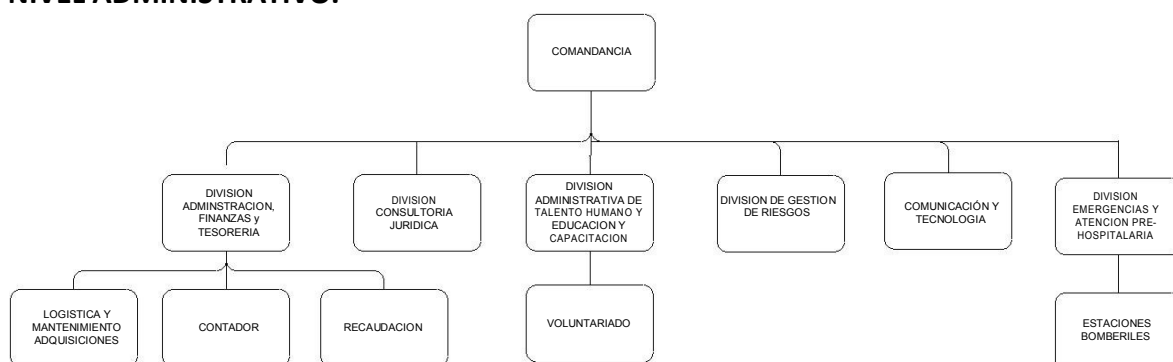 NIVEL ADMINISTRATIVO:
COMANDANCIA
DIVISION
ADMINSTRACION,
FINANZAS y
TESORERIA
DIVISION
CONSULTORIA
JURIDICA
DIVISION
ADMINISTRATIVA DE
TALENTO HUMANO Y
EDUCACION Y
CAPACITACION
DIVISION DE GESTION
DE RIESGOS
COMUNICACIÓN Y
TECNOLOGIA
DIVISION
EMERGENCIAS Y
ATENCION PRE-
HOSPITALARIA
LOGISTICA Y
MANTENIMIENTO
ADQUISICIONES
CONTADOR
RECAUDACION
VOLUNTARIADO
ESTACIONES
BOMBERILES